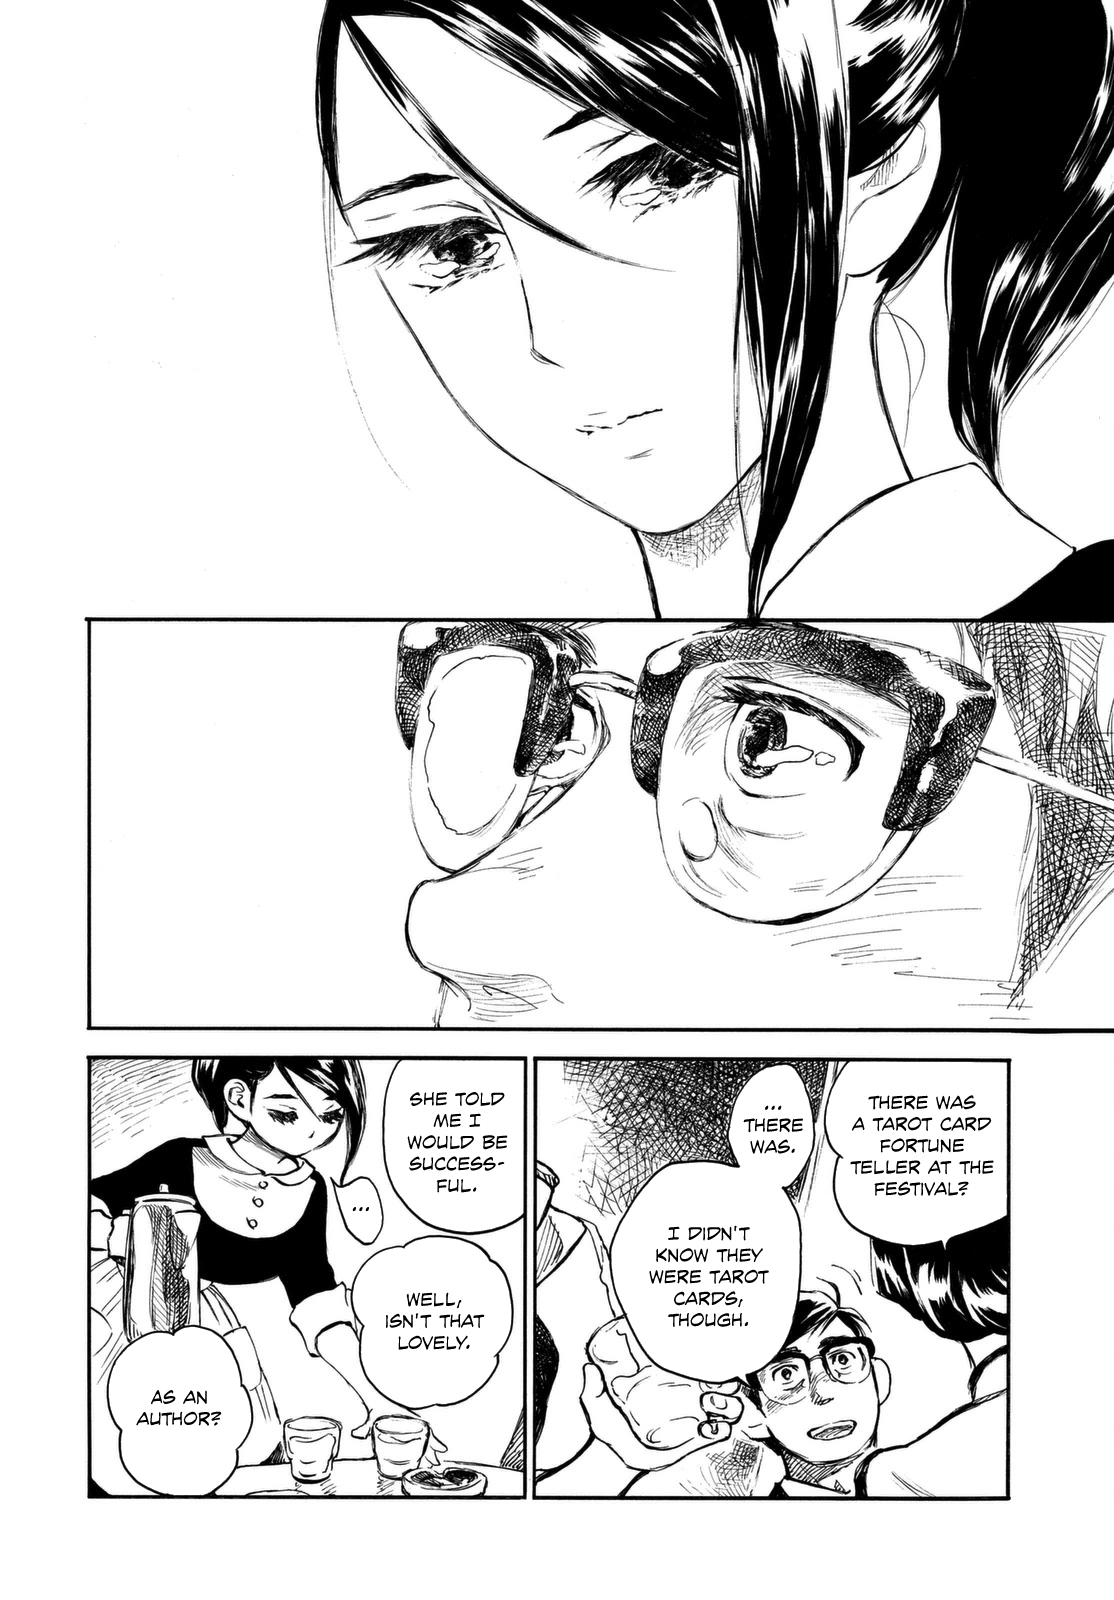 THERE WAS
A TAROT CARD
FORTUNE
TELLER AT THE
FESTIVAL?
...
THERE
WAS.
I DIDN'T
KNOW THEY
WERE TAROT
CARDS,
THOUGH.
SHE TOLD
ME I
WOULD BE
SUCCESS-
FUL.
...
WELL,
ISN'T THAT
LOVELY.
AS AN
AUTHOR?